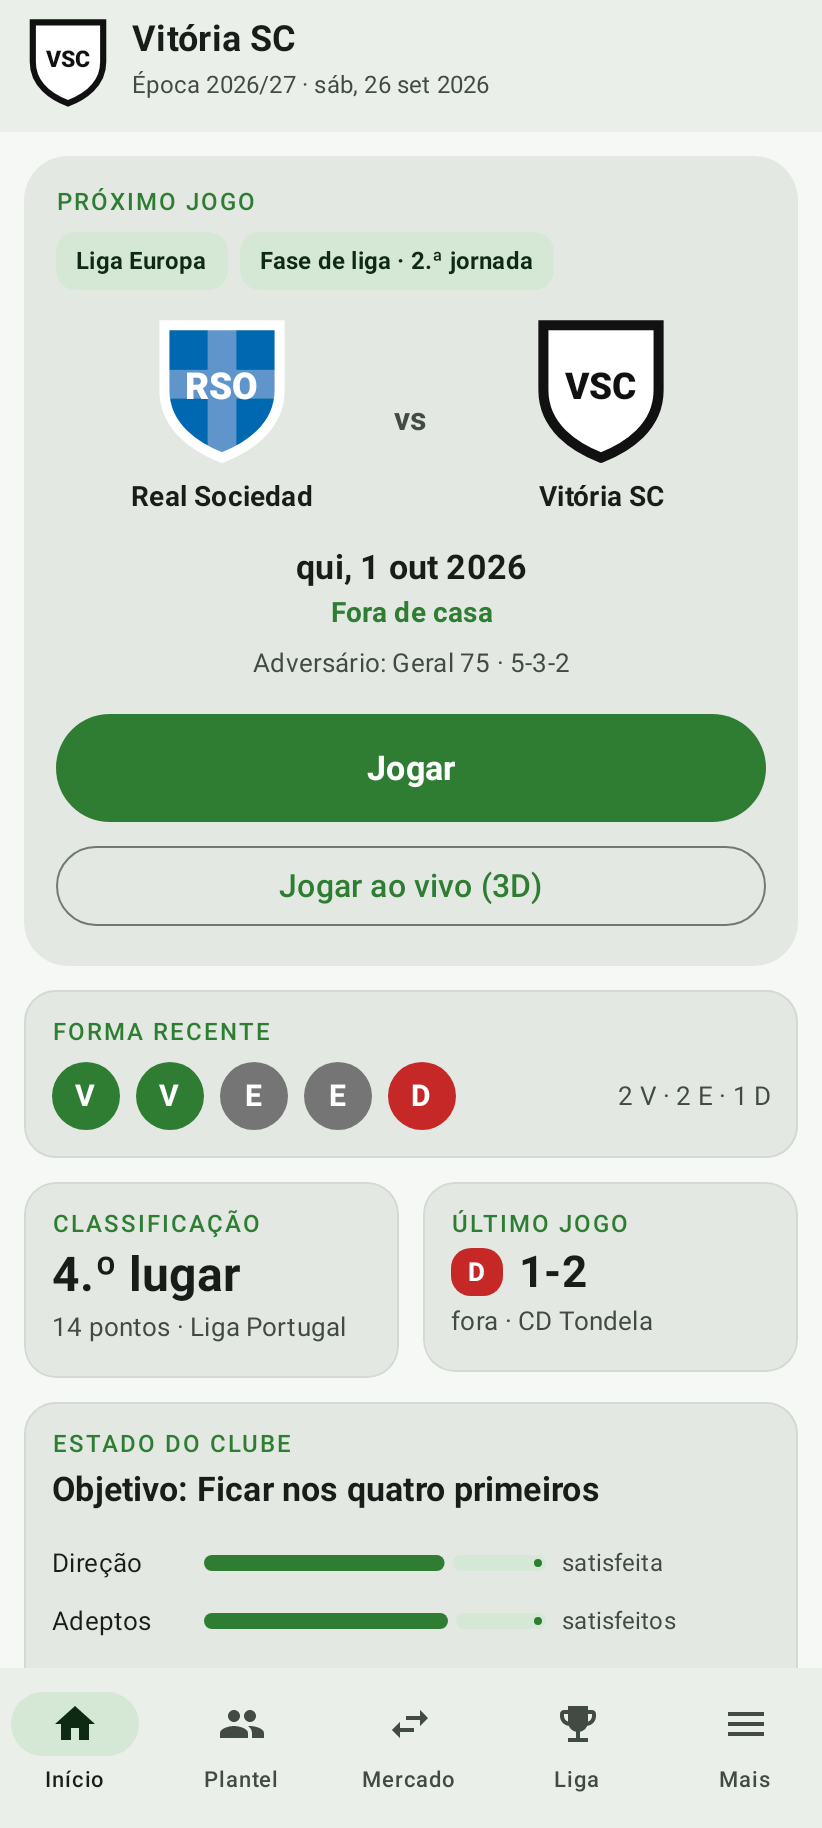 VSC
Vitória SC
Época 2026/27 · sáb, 26 set 2026
PRÓXIMO JOGO
Liga Europa
Fase de liga · 2.ª jornada
RSO
vs
VSC
Real Sociedad
Vitória SC
qui, 1 out 2026
Fora de casa
Adversário: Geral 75 · 5-3-2
Jogar
Jogar ao vivo (3D)
FORMA RECENTE
V V E E D
2 V · 2 E · 1 D
CLASSIFICAÇÃO
4.º lugar
14 pontos · Liga Portugal
ÚLTIMO JOGO
D 1-2
fora · CD Tondela
ESTADO DO CLUBE
Objetivo: Ficar nos quatro primeiros
Direção satisfeita
Adeptos satisfeitos
Início Plantel Mercado Liga Mais